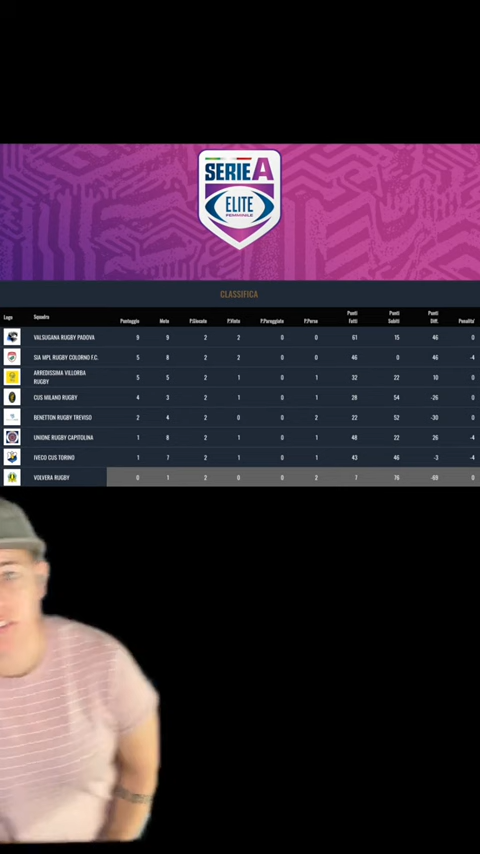 SERIE A
ELITE
FEMMINILE
CLASSIFICA
Logo Squadra Punteggio Mete P.Giocate P.Vinte P.Pareggiate P.Perse Punti Fatti Punti Subiti Punti Diff. Penalita'
VALSUGANA RUGBY PADOVA 9 9 2 2 0 0 61 15 46 0
SIA MPL RUGBY COLORNO F.C. 5 8 2 2 0 0 46 0 46 -4
ARREDISSIMA VILLORBA RUGBY 5 5 2 1 0 1 32 22 10 0
CUS MILANO RUGBY 4 3 2 1 0 1 28 54 -26 0
BENETTON RUGBY TREVISO 2 4 2 0 0 2 22 52 -30 0
UNIONE RUGBY CAPITOLINA 1 8 2 1 0 1 48 22 26 -4
IVECO CUS TORINO 1 7 2 1 0 1 43 46 -3 -4
VOLVERA RUGBY 0 1 2 0 0 2 7 76 -69 0